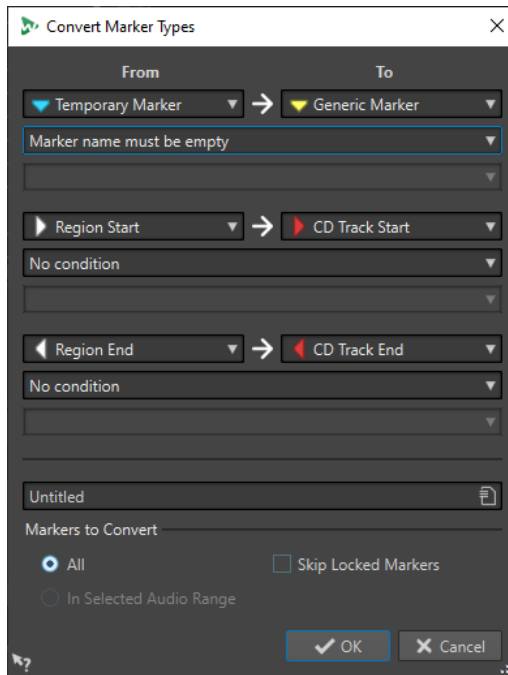 Convert Marker Types
From To
Temporary Marker Generic Marker
Marker name must be empty
Region Start CD Track Start
No condition
Region End CD Track End
No condition
Untitled
Markers to Convert
All Skip Locked Markers
In Selected Audio Range
OK Cancel
?